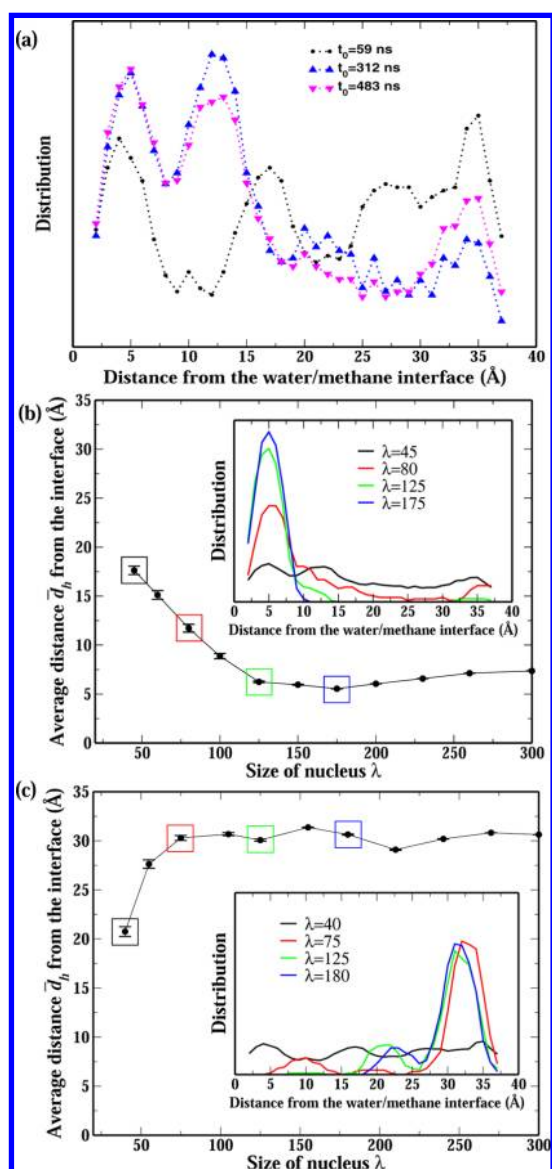 (a)
t0=59 ns
t0=312 ns
t0=483 ns
Distribution
0 5 10 15 20 25 30 35 40
Distance from the water/methane interface (Å)
(b)
35
30
25
20
15
10
5
0
Average distance d̄h from the interface (Å)
λ=45
λ=80
λ=125
λ=175
Distribution
0 5 10 15 20 25 30 35 40
Distance from the water/methane interface (Å)
50 100 150 200 250 300
Size of nucleus λ
(c)
35
30
25
20
15
10
5
0
Average distance d̄h from the interface (Å)
λ=40
λ=75
λ=125
λ=180
Distribution
0 5 10 15 20 25 30 35 40
Distance from the water/methane interface (Å)
50 100 150 200 250 300
Size of nucleus λ